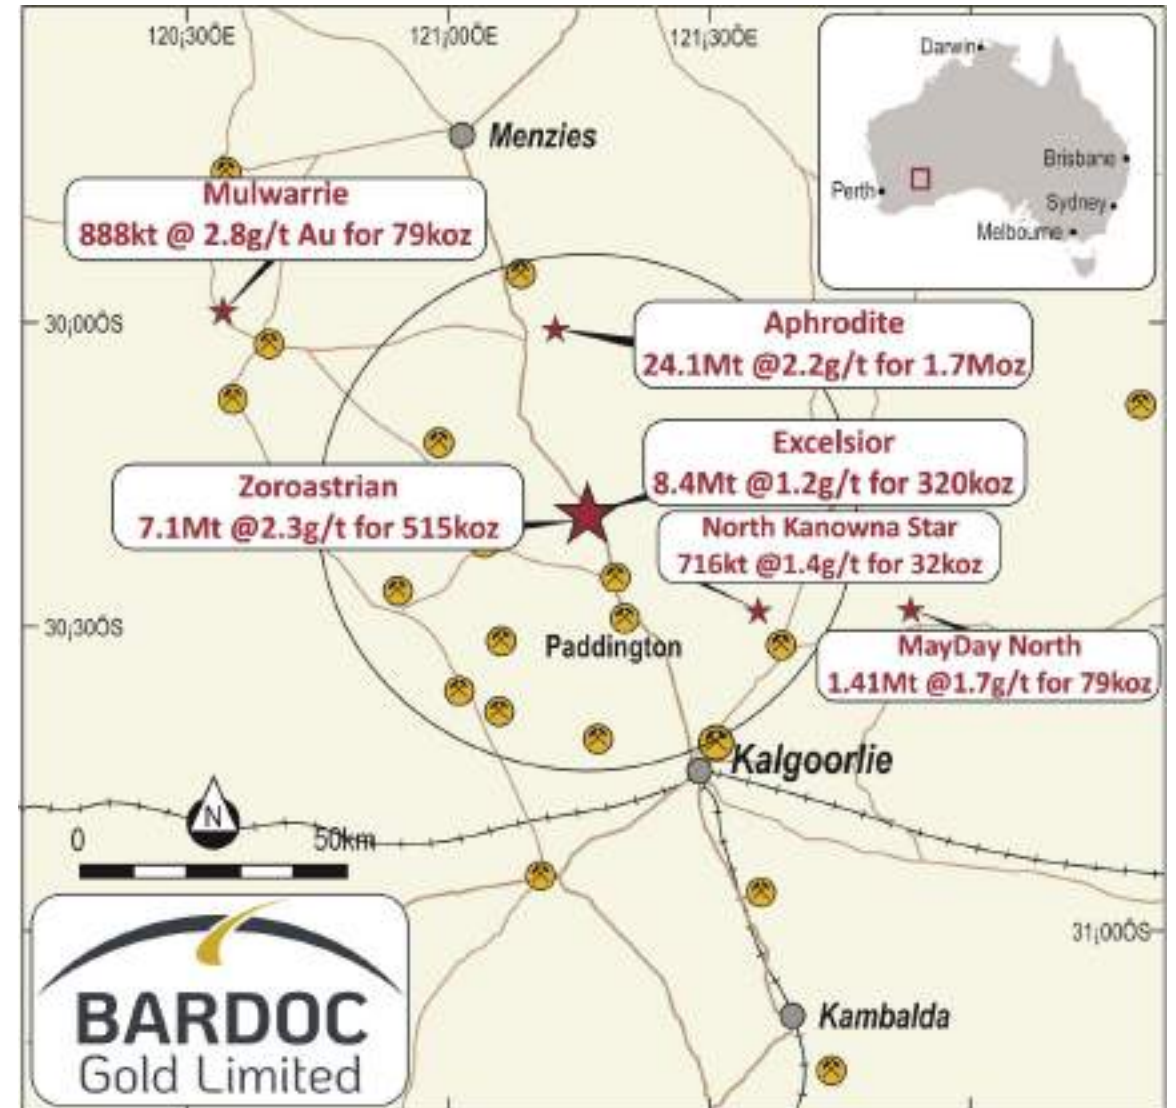 120¡30ÕE
121¡00ÕE
121¡30ÕE
Darwin
Brisbane
Perth
Sydney
Melbourne
Menzies
Mulwarrie
888kt @ 2.8g/t Au for 79koz
30¡00ÕS
Aphrodite
24.1Mt @2.2g/t for 1.7Moz
Excelsior
8.4Mt @1.2g/t for 320koz
Zoroastrian
7.1Mt @2.3g/t for 515koz
North Kanowna Star
716kt @1.4g/t for 32koz
30¡30ÕS
Paddington
MayDay North
1.41Mt @1.7g/t for 79koz
Kalgoorlie
N
0
50km
31¡00ÕS
BARDOC
Gold Limited
Kambalda